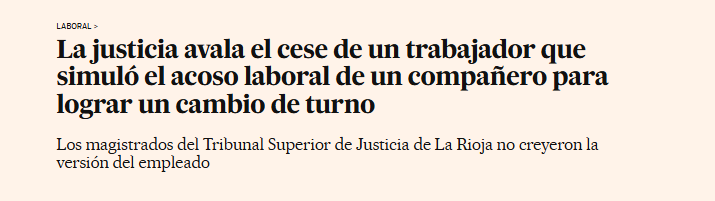 LABORAL >
La justicia avala el cese de un trabajador que
simuló el acoso laboral de un compañero para
lograr un cambio de turno
Los magistrados del Tribunal Superior de Justicia de La Rioja no creyeron la
versión del empleado